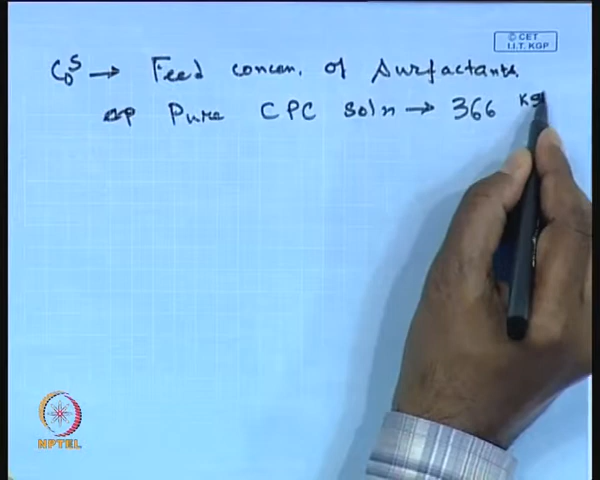 © CET
I.I.T. KGP
C₀ˢ → Feed concn. of surfactants.
Pure CPC soln → 366
NPTEL